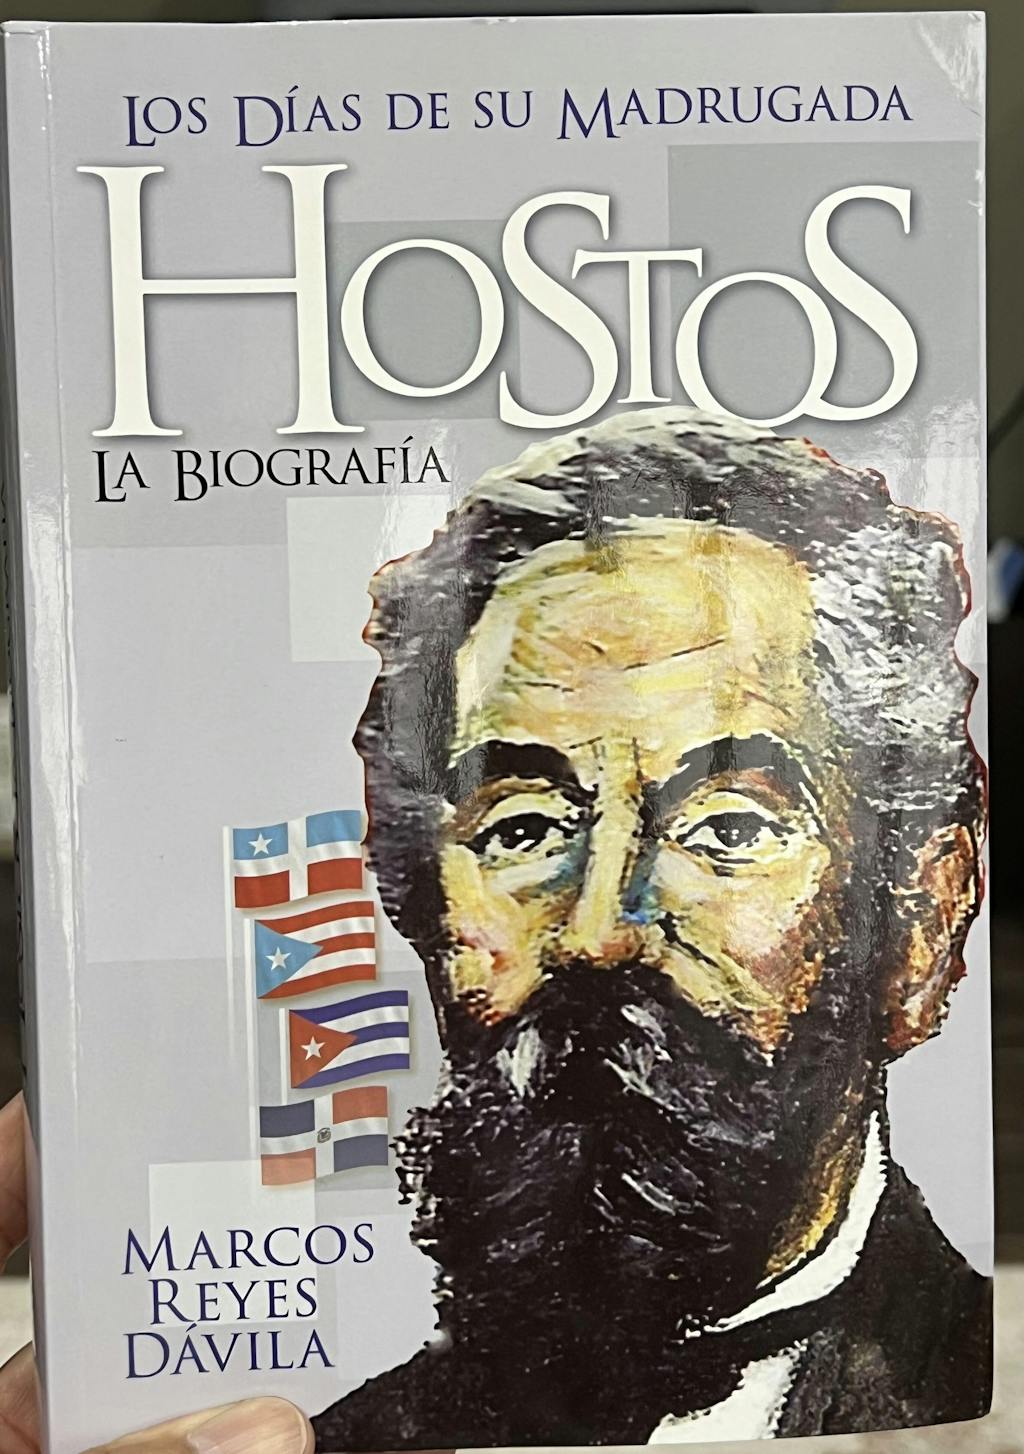 Los Días de su Madrugada
Hostos
La Biografía
Marcos
Reyes
Dávila